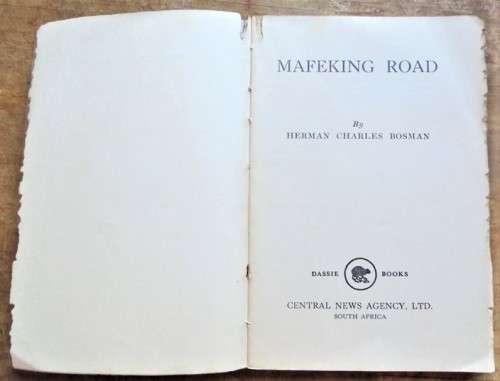 MAFEKING ROAD
By
HERMAN CHARLES BOSMAN
DASSIE BOOKS
CENTRAL NEWS AGENCY, LTD.
SOUTH AFRICA